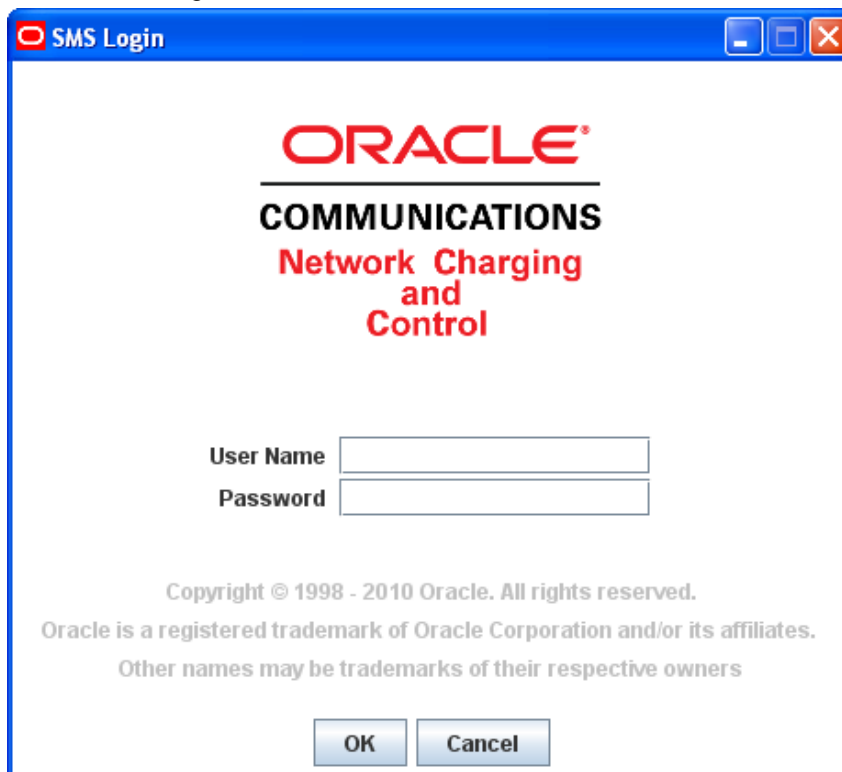 SMS Login
ORACLE®
COMMUNICATIONS
Network Charging
and
Control
User Name
Password
Copyright © 1998 - 2010 Oracle. All rights reserved.
Oracle is a registered trademark of Oracle Corporation and/or its affiliates.
Other names may be trademarks of their respective owners
OK Cancel